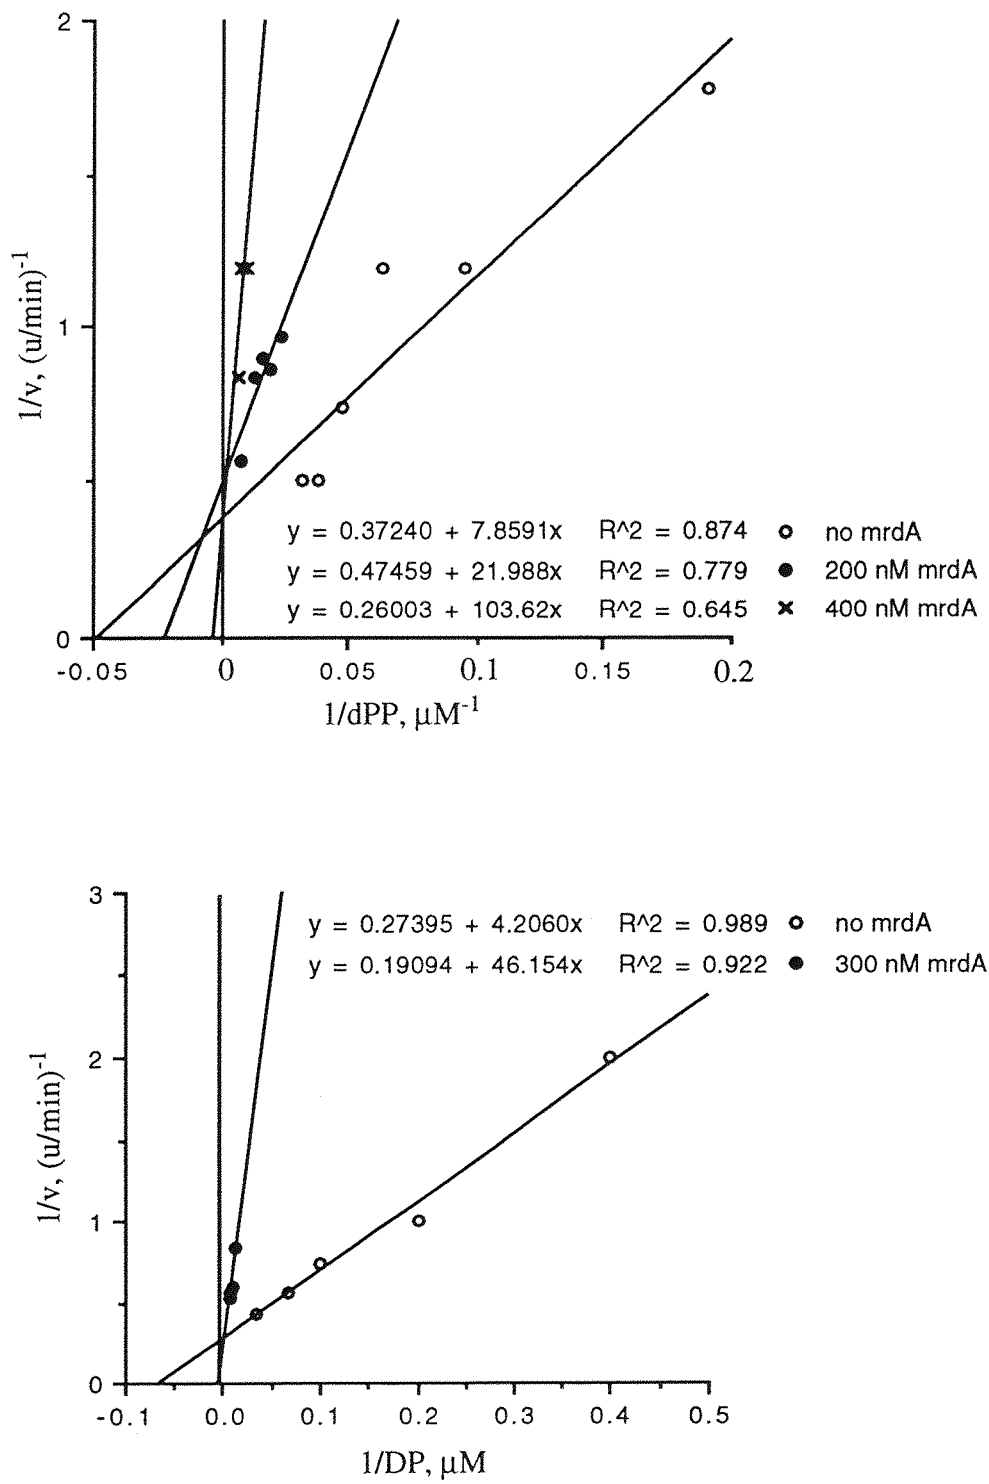 2
1
0
1/v, (u/min)-1
y = 0.37240 + 7.8591x R^2 = 0.874 no mrdA
y = 0.47459 + 21.988x R^2 = 0.779 200 nM mrdA
y = 0.26003 + 103.62x R^2 = 0.645 400 nM mrdA
-0.05 0 0.05 0.1 0.15 0.2
1/dPP, μM-1
3
2
1
0
1/v, (u/min)-1
y = 0.27395 + 4.2060x R^2 = 0.989 no mrdA
y = 0.19094 + 46.154x R^2 = 0.922 300 nM mrdA
-0.1 0.0 0.1 0.2 0.3 0.4 0.5
1/DP, μM